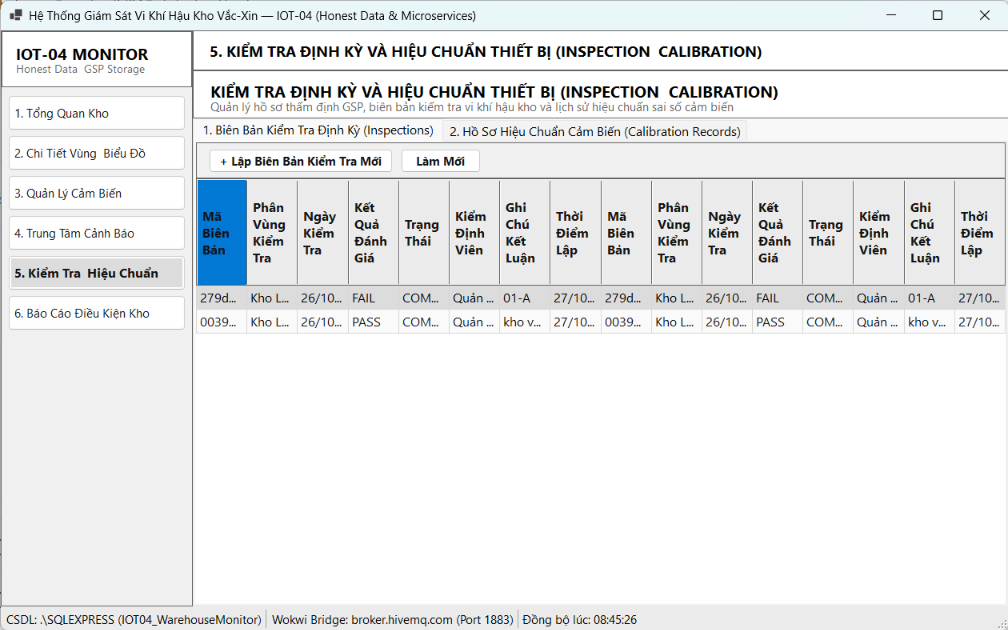 Hệ Thống Giám Sát Vi Khí Hậu Kho Vắc-Xin — IOT-04 (Honest Data & Microservices)
IOT-04 MONITOR
Honest Data GSP Storage
1. Tổng Quan Kho
2. Chi Tiết Vùng Biểu Đồ
3. Quản Lý Cảm Biến
4. Trung Tâm Cảnh Báo
5. Kiểm Tra Hiệu Chuẩn
6. Báo Cáo Điều Kiện Kho
5. KIỂM TRA ĐỊNH KỲ VÀ HIỆU CHUẨN THIẾT BỊ (INSPECTION CALIBRATION)
KIỂM TRA ĐỊNH KỲ VÀ HIỆU CHUẨN THIẾT BỊ (INSPECTION CALIBRATION)
Quản lý hồ sơ thẩm định GSP, biên bản kiểm tra vi khí hậu kho và lịch sử hiệu chuẩn sai số cảm biến
1. Biên Bản Kiểm Tra Định Kỳ (Inspections) 2. Hồ Sơ Hiệu Chuẩn Cảm Biến (Calibration Records)
+ Lập Biên Bản Kiểm Tra Mới Làm Mới
Mã Biên Bản Phân Vùng Kiểm Tra Ngày Kiểm Tra Kết Quả Đánh Giá Trạng Thái Kiểm Định Viên Ghi Chú Kết Luận Thời Điểm Lập Mã Biên Bản Phân Vùng Kiểm Tra Ngày Kiểm Tra Kết Quả Đánh Giá Trạng Thái Kiểm Định Viên Ghi Chú Kết Luận Thời Điểm Lập
279d... Kho L... 26/10... FAIL COM... Quản ... 01-A 27/10... 279d... Kho L... 26/10... FAIL COM... Quản ... 01-A 27/10...
0039... Kho L... 26/10... PASS COM... Quản ... kho v... 27/10... 0039... Kho L... 26/10... PASS COM... Quản ... kho v... 27/10...
CSDL: .\SQLEXPRESS (IOT04_WarehouseMonitor) Wokwi Bridge: broker.hivemq.com (Port 1883) Đồng bộ lúc: 08:45:26